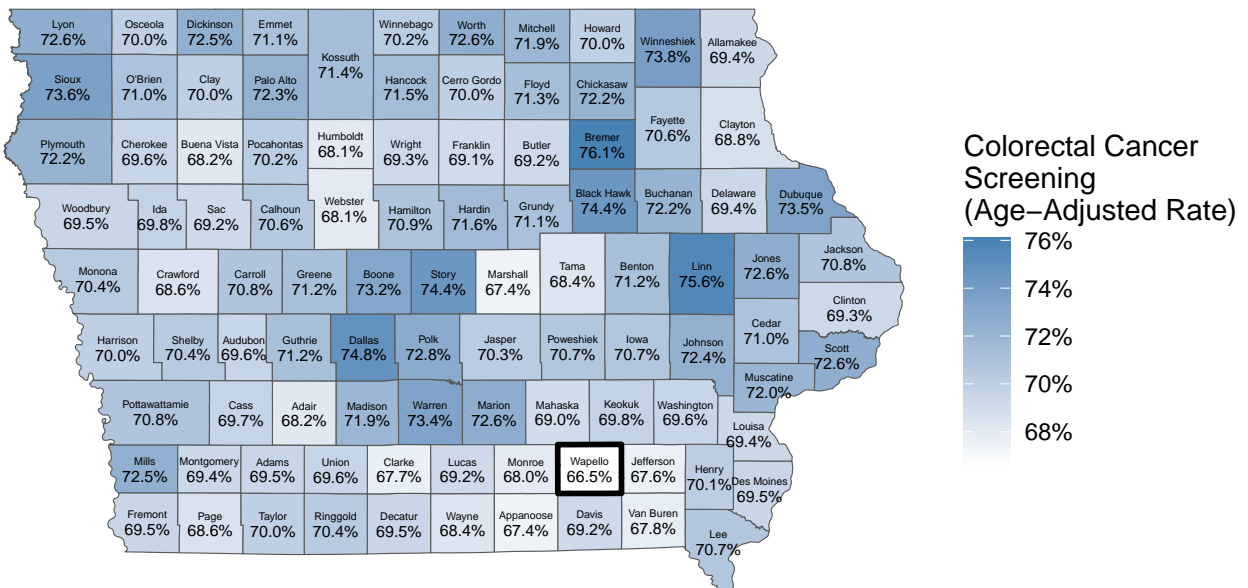 Lyon
72.6%
Osceola
70.0%
Dickinson
72.5%
Emmet
71.1%
Kossuth
71.4%
Winnebago
70.2%
Worth
72.6%
Mitchell
71.9%
Howard
70.0%
Winneshiek
73.8%
Allamakee
69.4%
Sioux
73.6%
O'Brien
71.0%
Clay
70.0%
Palo Alto
72.3%
Hancock
71.5%
Cerro Gordo
70.0%
Floyd
71.3%
Chickasaw
72.2%
Fayette
70.6%
Clayton
68.8%
Plymouth
72.2%
Cherokee
69.6%
Buena Vista
68.2%
Pocahontas
70.2%
Humboldt
68.1%
Wright
69.3%
Franklin
69.1%
Butler
69.2%
Bremer
76.1%
Woodbury
69.5%
Ida
69.8%
Sac
69.2%
Calhoun
70.6%
Webster
68.1%
Hamilton
70.9%
Hardin
71.6%
Grundy
71.1%
Black Hawk
74.4%
Buchanan
72.2%
Delaware
69.4%
Dubuque
73.5%
Monona
70.4%
Crawford
68.6%
Carroll
70.8%
Greene
71.2%
Boone
73.2%
Story
74.4%
Marshall
67.4%
Tama
68.4%
Benton
71.2%
Linn
75.6%
Jones
72.6%
Jackson
70.8%
Clinton
69.3%
Harrison
70.0%
Shelby
70.4%
Audubon
69.6%
Guthrie
71.2%
Dallas
74.8%
Polk
72.8%
Jasper
70.3%
Poweshiek
70.7%
Iowa
70.7%
Johnson
72.4%
Cedar
71.0%
Scott
72.6%
Muscatine
72.0%
Pottawattamie
70.8%
Cass
69.7%
Adair
68.2%
Madison
71.9%
Warren
73.4%
Marion
72.6%
Mahaska
69.0%
Keokuk
69.8%
Washington
69.6%
Louisa
69.4%
Mills
72.5%
Montgomery
69.4%
Adams
69.5%
Union
69.6%
Clarke
67.7%
Lucas
69.2%
Monroe
68.0%
Wapello
66.5%
Jefferson
67.6%
Henry
70.1%
Des Moines
69.5%
Fremont
69.5%
Page
68.6%
Taylor
70.0%
Ringgold
70.4%
Decatur
69.5%
Wayne
68.4%
Appanoose
67.4%
Davis
69.2%
Van Buren
67.8%
Lee
70.7%
Colorectal Cancer
Screening
(Age−Adjusted Rate)
76%
74%
72%
70%
68%